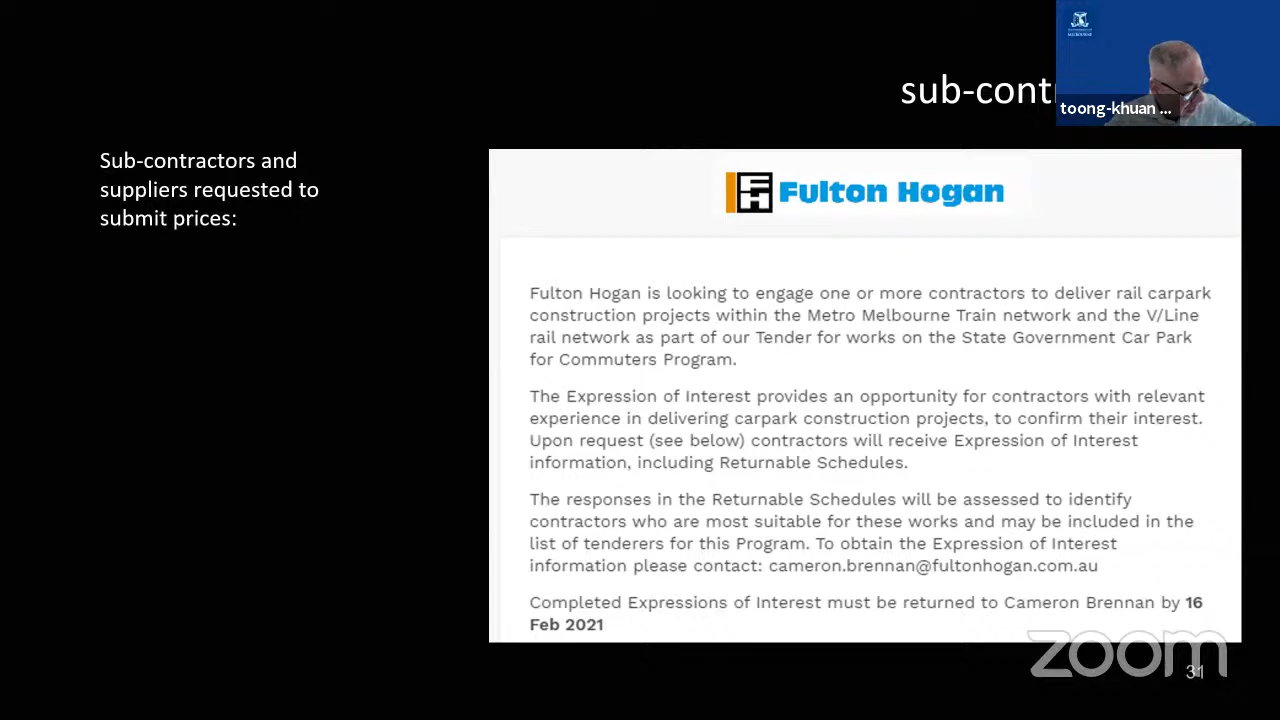 sub-cont
MELBOURNE
toong-khuan ...
Sub-contractors and
suppliers requested to
submit prices:
FH Fulton Hogan
Fulton Hogan is looking to engage one or more contractors to deliver rail carpark
construction projects within the Metro Melbourne Train network and the V/Line
rail network as part of our Tender for works on the State Government Car Park
for Commuters Program.
The Expression of Interest provides an opportunity for contractors with relevant
experience in delivering carpark construction projects, to confirm their interest.
Upon request (see below) contractors will receive Expression of Interest
information, including Returnable Schedules.
The responses in the Returnable Schedules will be assessed to identify
contractors who are most suitable for these works and may be included in the
list of tenderers for this Program. To obtain the Expression of Interest
information please contact: cameron.brennan@fultonhogan.com.au
Completed Expressions of Interest must be returned to Cameron Brennan by 16
Feb 2021
zoom
31